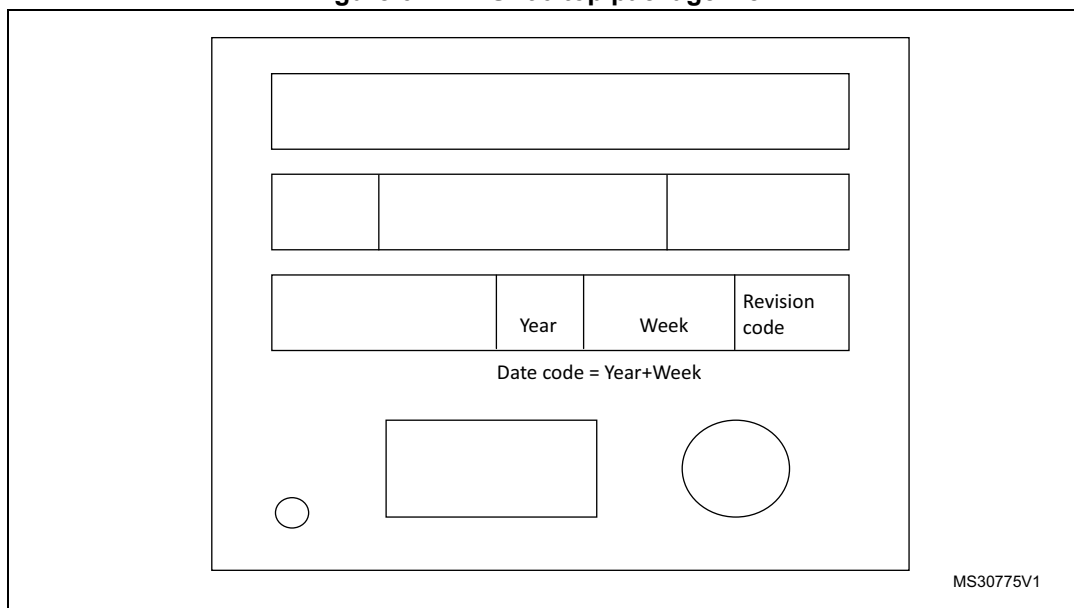 Year
Week
Revision
code
Date code = Year+Week
MS30775V1